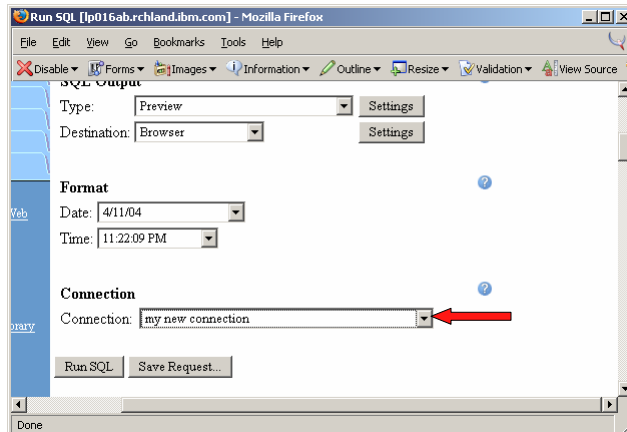 Run SQL [lp016ab.rchland.ibm.com] - Mozilla Firefox
File Edit View Go Bookmarks Tools Help
Disable Forms Images Information Outline Resize Validation View Source
SQL Output
Type: Preview Settings
Destination: Browser Settings
Format
Web
Date: 4/11/04
Time: 11:22:09 PM
Connection
Connection: my new connection
Run SQL Save Request...
Done